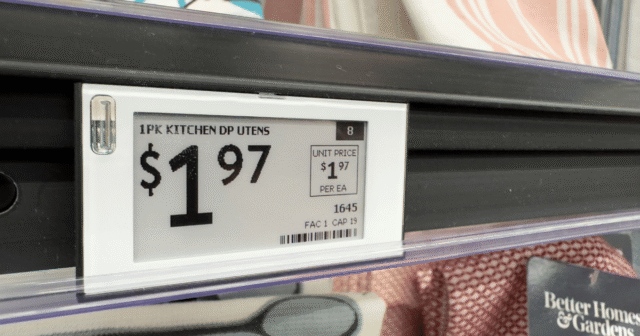 1PK KITCHEN DP UTENS
8
$1 97
UNIT PRICE
$1 97
PER EA
1645
FAC 1 CAP 19
Better Homes
& Gardens